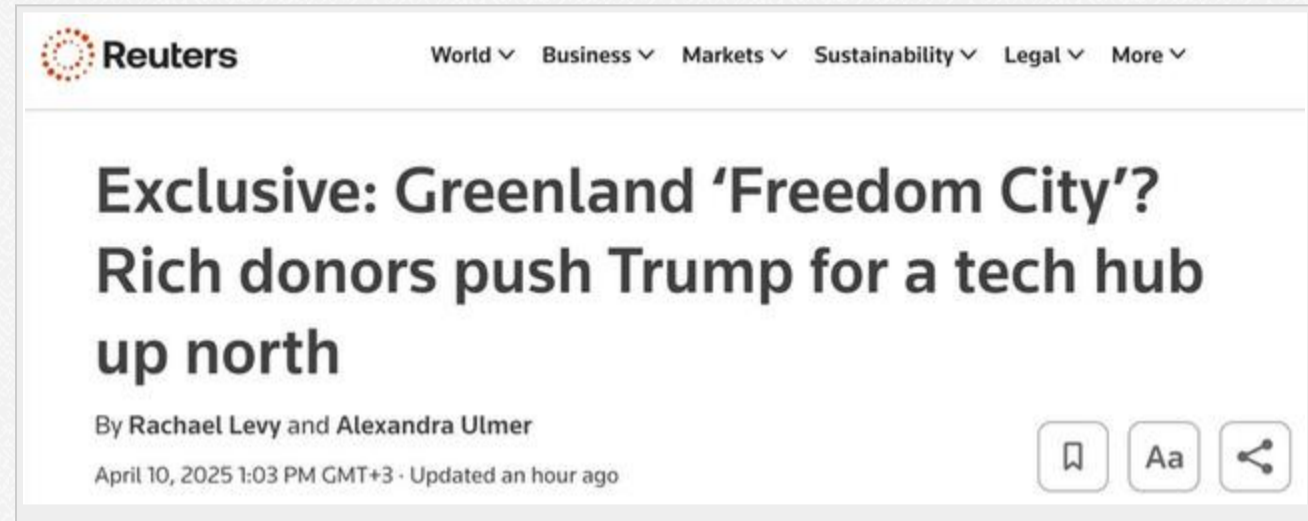 Reuters World Business Markets Sustainability Legal More
Exclusive: Greenland ‘Freedom City’?
Rich donors push Trump for a tech hub
up north
By Rachael Levy and Alexandra Ulmer
April 10, 2025 1:03 PM GMT+3 · Updated an hour ago
Aa